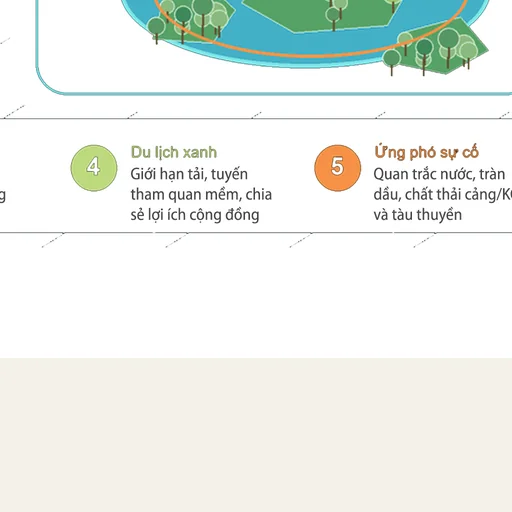 4
Du lịch xanh
Giới hạn tải, tuyến
tham quan mềm, chia
sẻ lợi ích cộng đồng
5
Ứng phó sự cố
Quan trắc nước, tràn
dầu, chất thải cảng/
và tàu thuyền